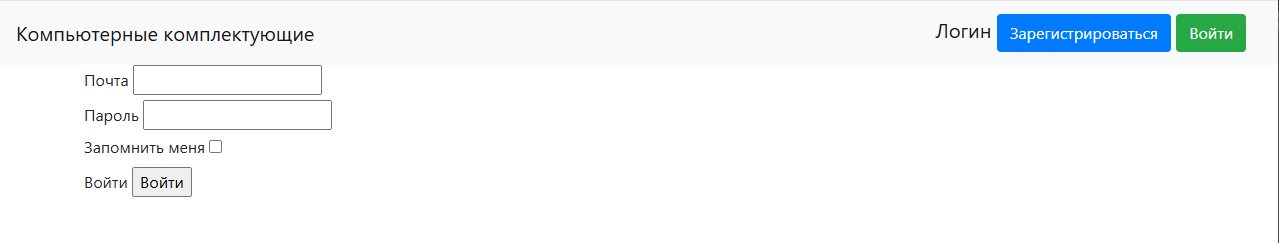 Компьютерные комплектующие Логин Зарегистрироваться Войти
Почта
Пароль
Запомнить меня
Войти Войти